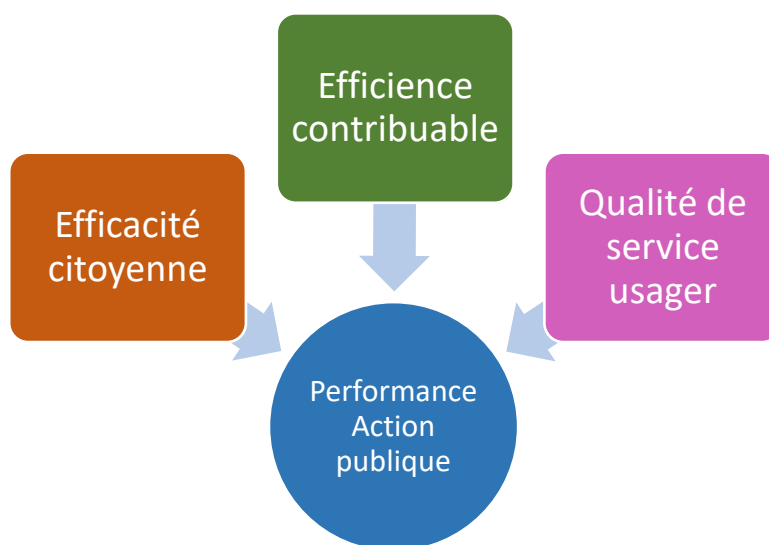 Efficience
contribuable
Efficacité
citoyenne
Qualité de
service
usager
Performance
Action
publique